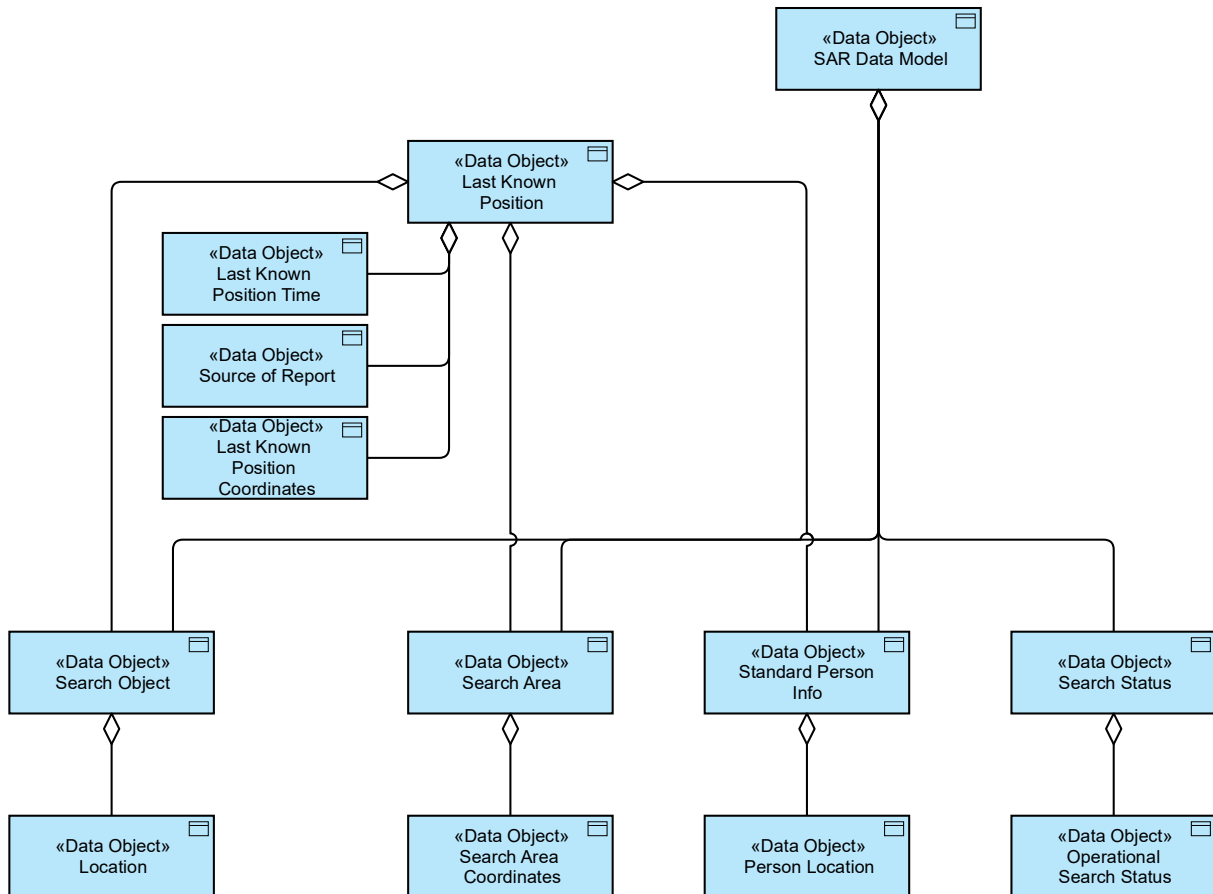 «Data Object»
SAR Data Model
«Data Object»
Last Known
Position
«Data Object»
Last Known
Position Time
«Data Object»
Source of Report
«Data Object»
Last Known
Position
Coordinates
«Data Object»
Search Object
«Data Object»
Search Area
«Data Object»
Standard Person
Info
«Data Object»
Search Status
«Data Object»
Location
«Data Object»
Search Area
Coordinates
«Data Object»
Person Location
«Data Object»
Operational
Search Status